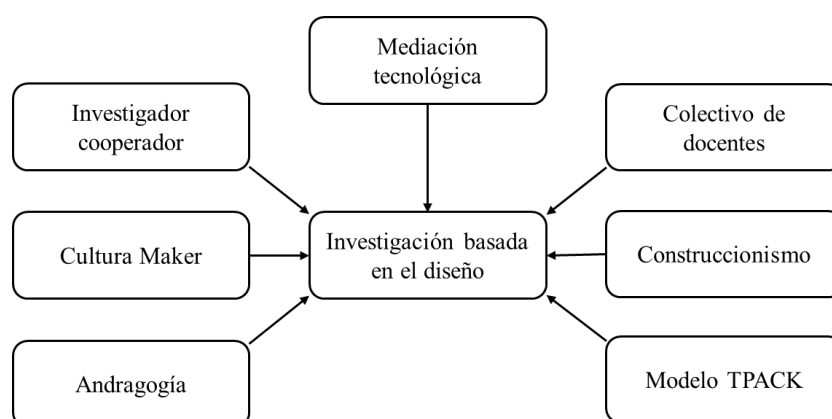 Mediación
tecnológica
Investigador
cooperador
Colectivo de
docentes
Cultura Maker
Investigación basada
en el diseño
Construccionismo
Andragogía
Modelo TPACK